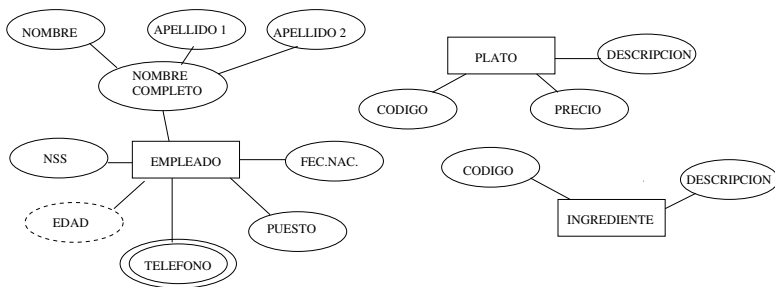 NOMBRE
APELLIDO 1
APELLIDO 2
NOMBRE
COMPLETO
NSS
EMPLEADO
FEC.NAC.
EDAD
PUESTO
TELEFONO
PLATO
DESCRIPCION
CODIGO
PRECIO
CODIGO
DESCRIPCION
INGREDIENTE